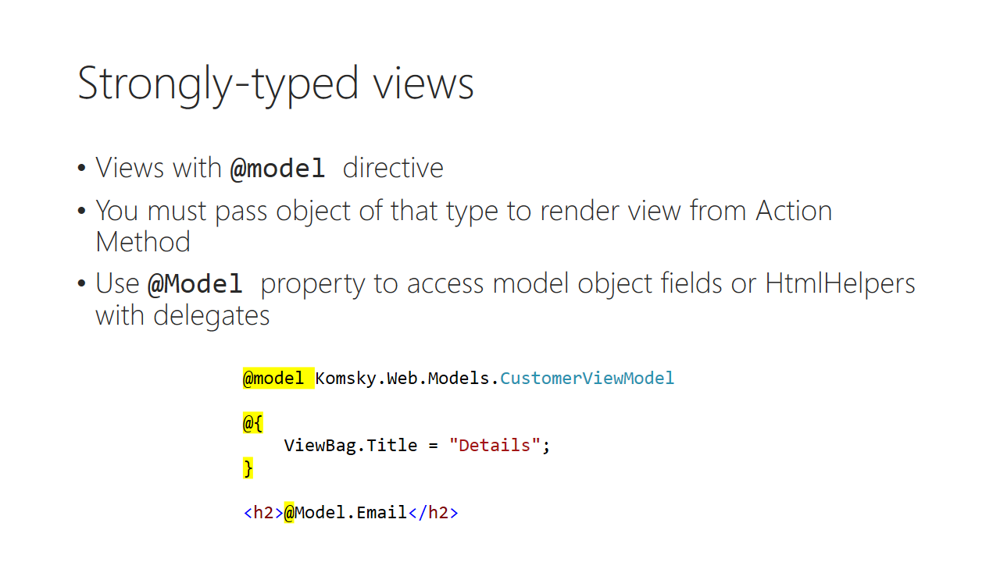 Strongly-typed views
• Views with @model directive
• You must pass object of that type to render view from Action
Method
• Use @Model property to access model object fields or HtmlHelpers
with delegates
@model Komsky.Web.Models.CustomerViewModel
@{
    ViewBag.Title = "Details";
}
<h2>@Model.Email</h2>